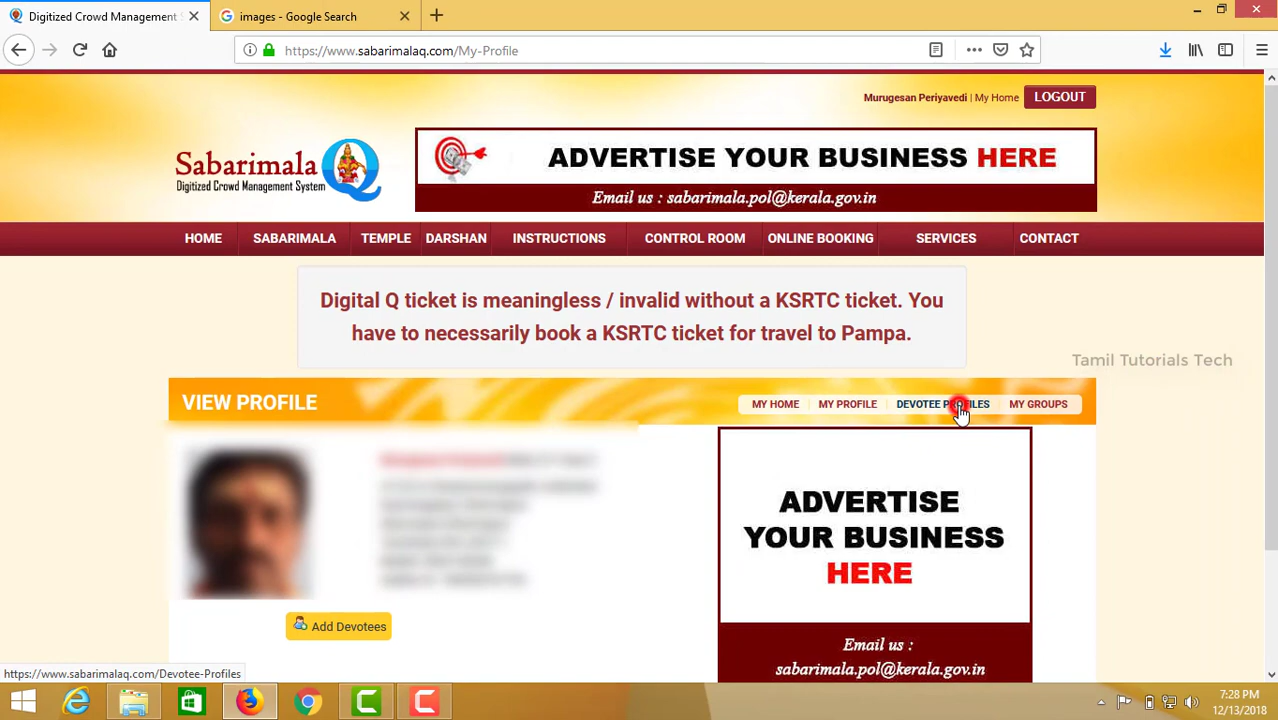 Digitized Crowd Management S
images - Google Search
https://www.sabarimalaq.com/My-Profile
Murugesan Periyavedi | My Home LOGOUT
Sabarimala
Digitized Crowd Management System
ADVERTISE YOUR BUSINESS HERE
Email us : sabarimala.pol@kerala.gov.in
HOME SABARIMALA TEMPLE DARSHAN INSTRUCTIONS CONTROL ROOM ONLINE BOOKING SERVICES CONTACT
Digital Q ticket is meaningless / invalid without a KSRTC ticket. You
have to necessarily book a KSRTC ticket for travel to Pampa.
Tamil Tutorials Tech
VIEW PROFILE
MY HOME MY PROFILE DEVOTEE PROFILES MY GROUPS
ADVERTISE
YOUR BUSINESS
HERE
Email us :
sabarimala.pol@kerala.gov.in
Add Devotees
https://www.sabarimalaq.com/Devotee-Profiles
7:28 PM
12/13/2018